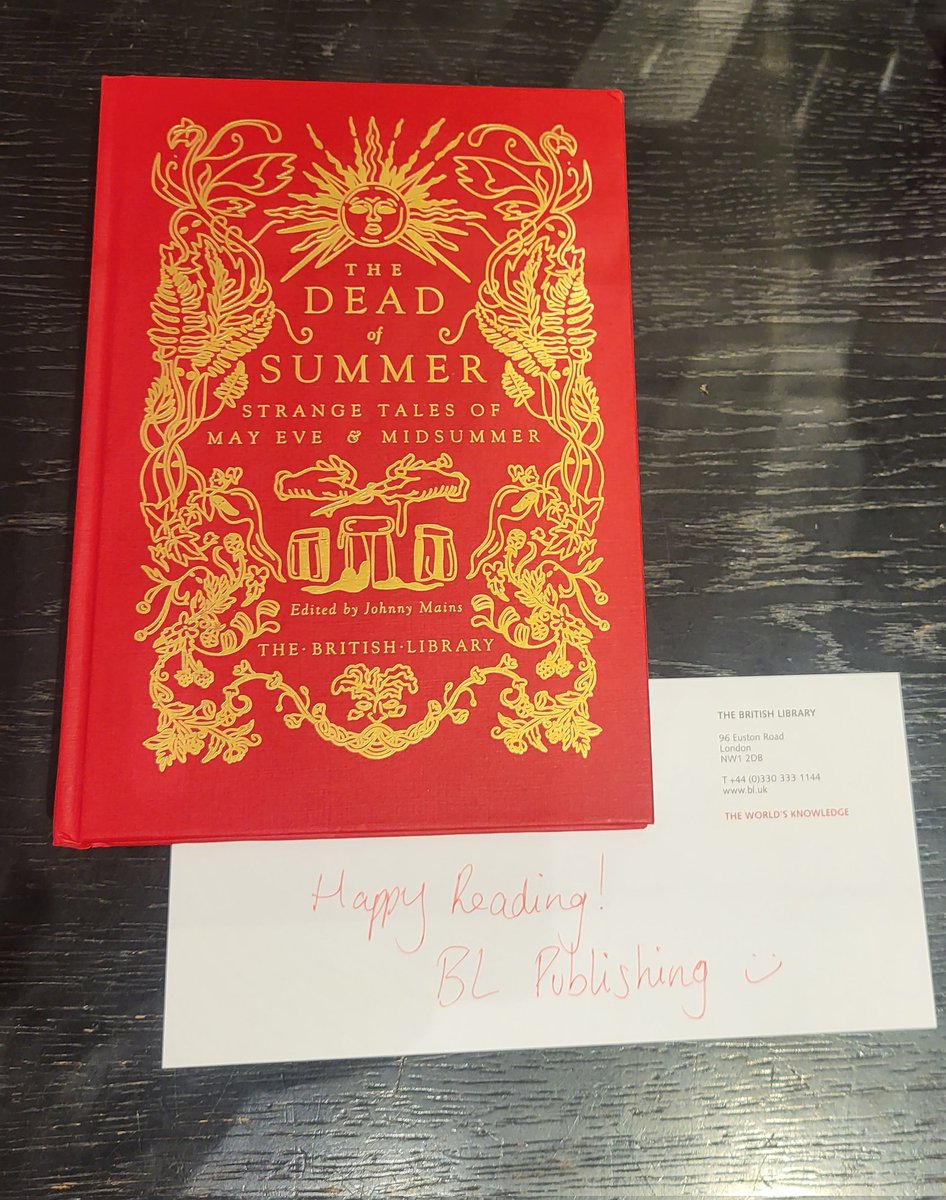 THE
DEAD
of
SUMMER
STRANGE TALES OF
MAY EVE & MIDSUMMER
Edited by Johnny Mains
THE·BRITISH·LIBRARY
THE BRITISH LIBRARY
96 Euston Road
London
NW1 2DB
T +44 (0)330 333 1144
www.bl.uk
THE WORLD'S KNOWLEDGE
Happy Reading!
BL Publishing